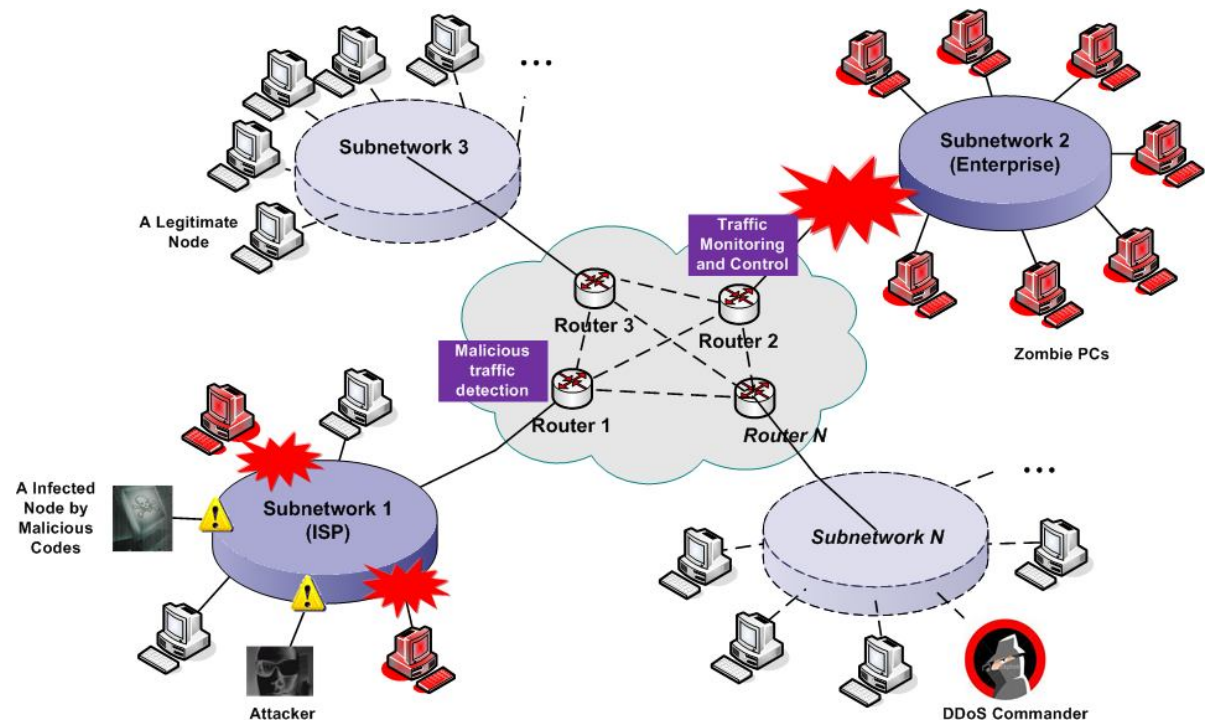 ...
Subnetwork 3
A Legitimate
Node
Subnetwork 2
(Enterprise)
Zombie PCs
Traffic
Monitoring
and Control
Router 3
Router 2
Malicious
traffic
detection
Router 1
Router N
A Infected
Node by
Malicious
Codes
Subnetwork 1
(ISP)
Attacker
...
Subnetwork N
DDoS Commander